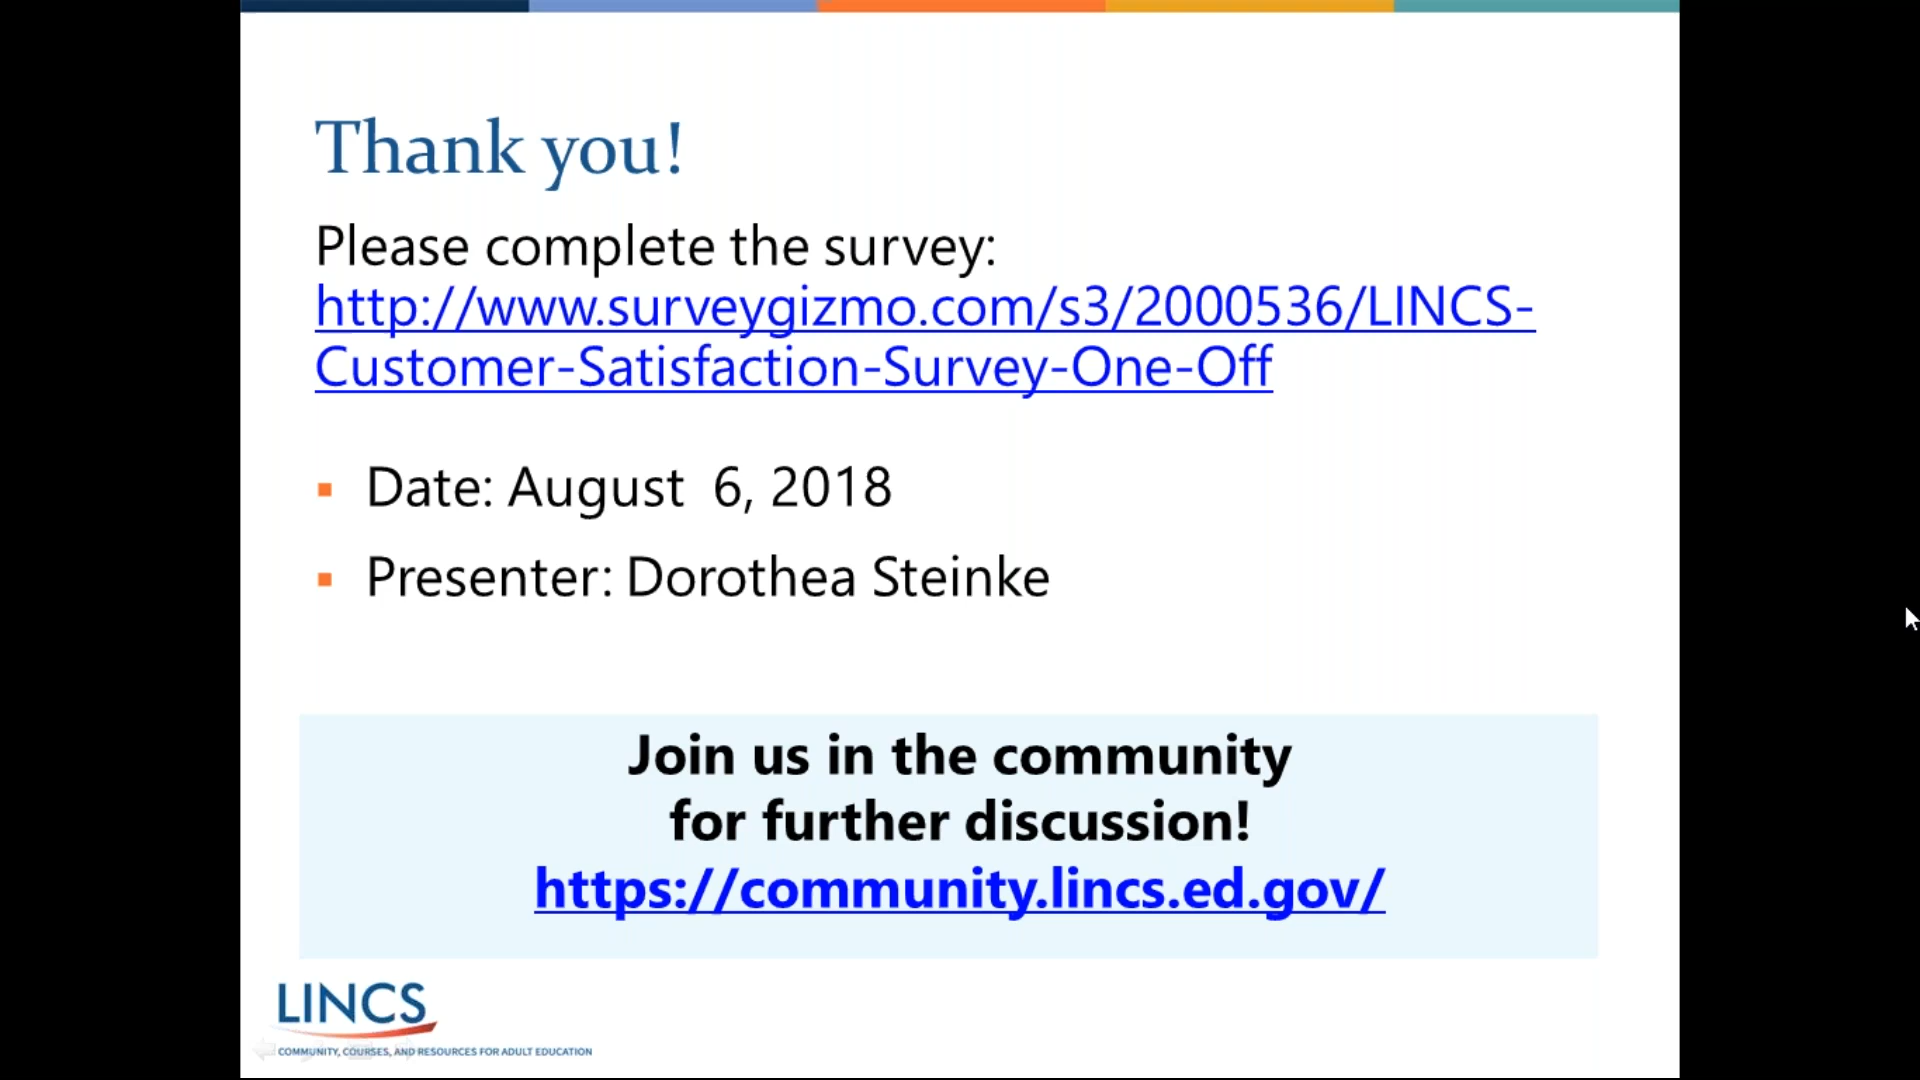 Thank you!
Please complete the survey:
http://www.surveygizmo.com/s3/2000536/LINCS-
Customer-Satisfaction-Survey-One-Off
▪ Date: August  6, 2018
▪ Presenter: Dorothea Steinke
Join us in the community
for further discussion!
https://community.lincs.ed.gov/
LINCS
COMMUNITY, COURSES, AND RESOURCES FOR ADULT EDUCATION